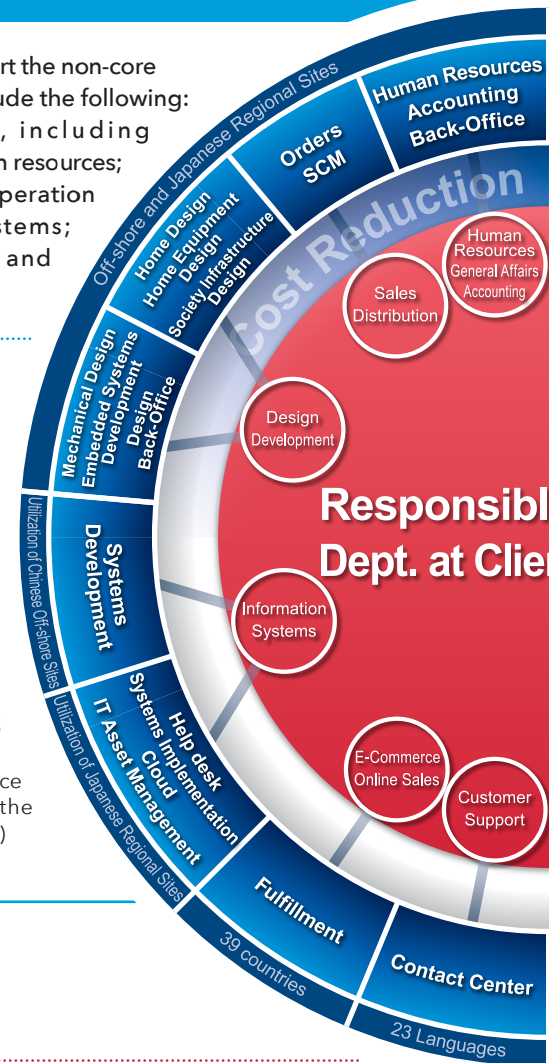 rt the non-core
ude the following:
, including
n resources;
peration
stems;
and
ce
the
)
Off-shore and Japanese Regional Sites
Utilization of Chinese Off-shore Sites
Utilization of Japanese Regional Sites
39 countries
23 Languages
Human Resources
Accounting
Back-Office
Orders
SCM
Home Design
Home Equipment
Design
Society Infrastructure
Design
Mechanical Design
Embedded Systems
Development
Design
Back-Office
Systems
Development
Help desk
Systems Implementation
Cloud
IT Asset Management
Fulfillment
Contact Center
Cost Reduction
Human
Resources
General Affairs
Accounting
Sales
Distribution
Design
Development
Information
Systems
E-Commerce
Online Sales
Customer
Support
Responsibl
Dept. at Clie